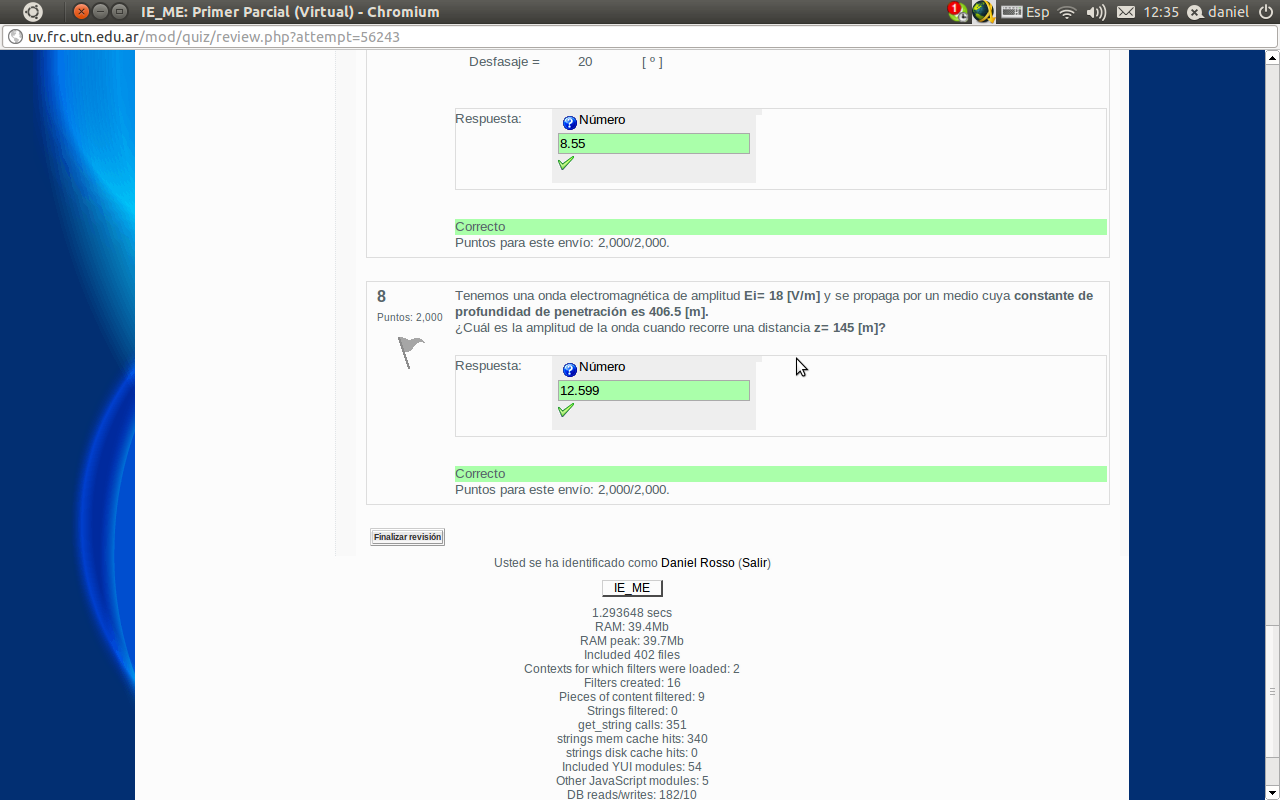 IE_ME: Primer Parcial (Virtual) - Chromium
1
Esp
12:35
daniel
uv.frc.utn.edu.ar/mod/quiz/review.php?attempt=56243
Desfasaje = 20 [ º ]
Respuesta:
Número
8.55
Correcto
Puntos para este envío: 2,000/2,000.
8
Puntos: 2,000
Tenemos una onda electromagnética de amplitud Ei= 18 [V/m] y se propaga por un medio cuya constante de
profundidad de penetración es 406.5 [m].
¿Cuál es la amplitud de la onda cuando recorre una distancia z= 145 [m]?
Respuesta:
Número
12.599
Correcto
Puntos para este envío: 2,000/2,000.
Finalizar revisión
Usted se ha identificado como Daniel Rosso (Salir)
IE_ME
1.293648 secs
RAM: 39.4Mb
RAM peak: 39.7Mb
Included 402 files
Contexts for which filters were loaded: 2
Filters created: 16
Pieces of content filtered: 9
Strings filtered: 0
get_string calls: 351
strings mem cache hits: 340
strings disk cache hits: 0
Included YUI modules: 54
Other JavaScript modules: 5
DB reads/writes: 182/10